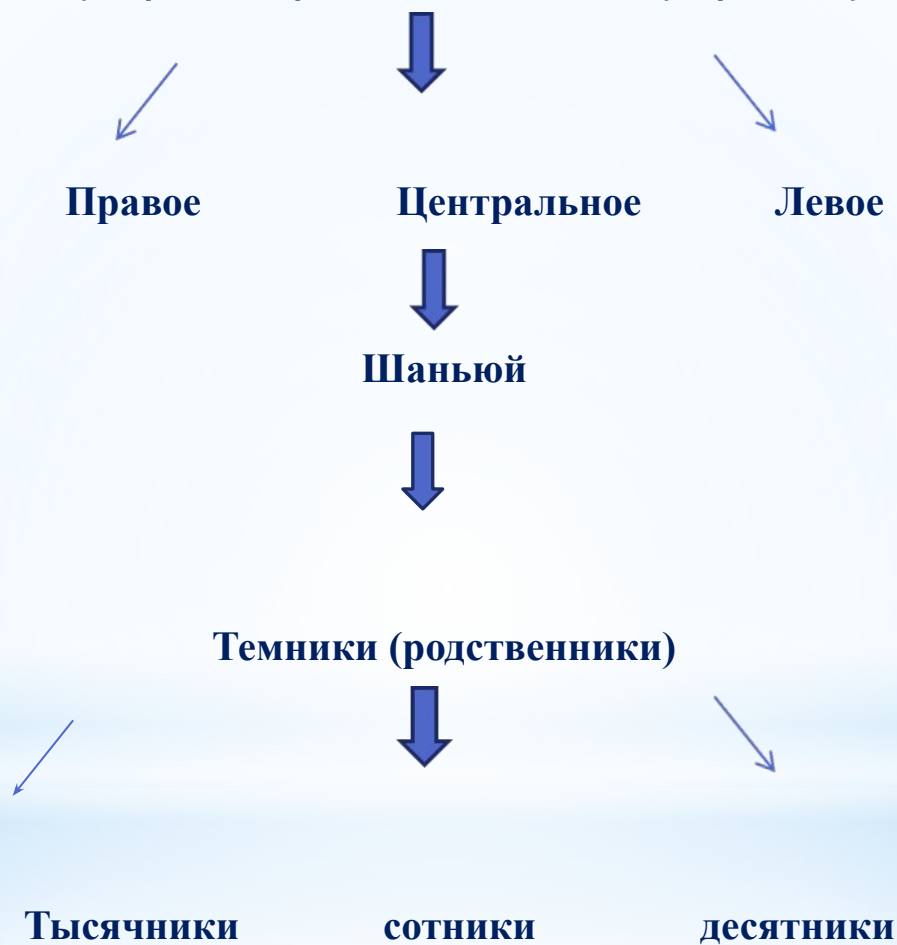 Правое Центральное Левое
Шаньюй
Темники (родственники)
Тысячники сотники десятники